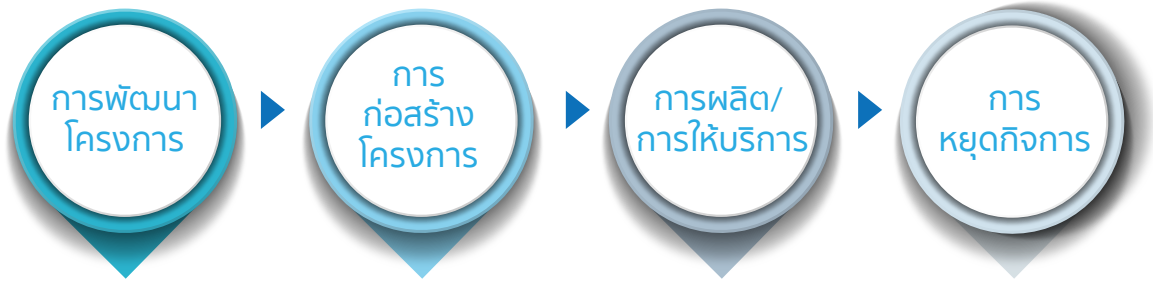 การพัฒนา
โครงการ
การ
ก่อสร้าง
โครงการ
การผลิต/
การให้บริการ
การ
หยุดกิจการ